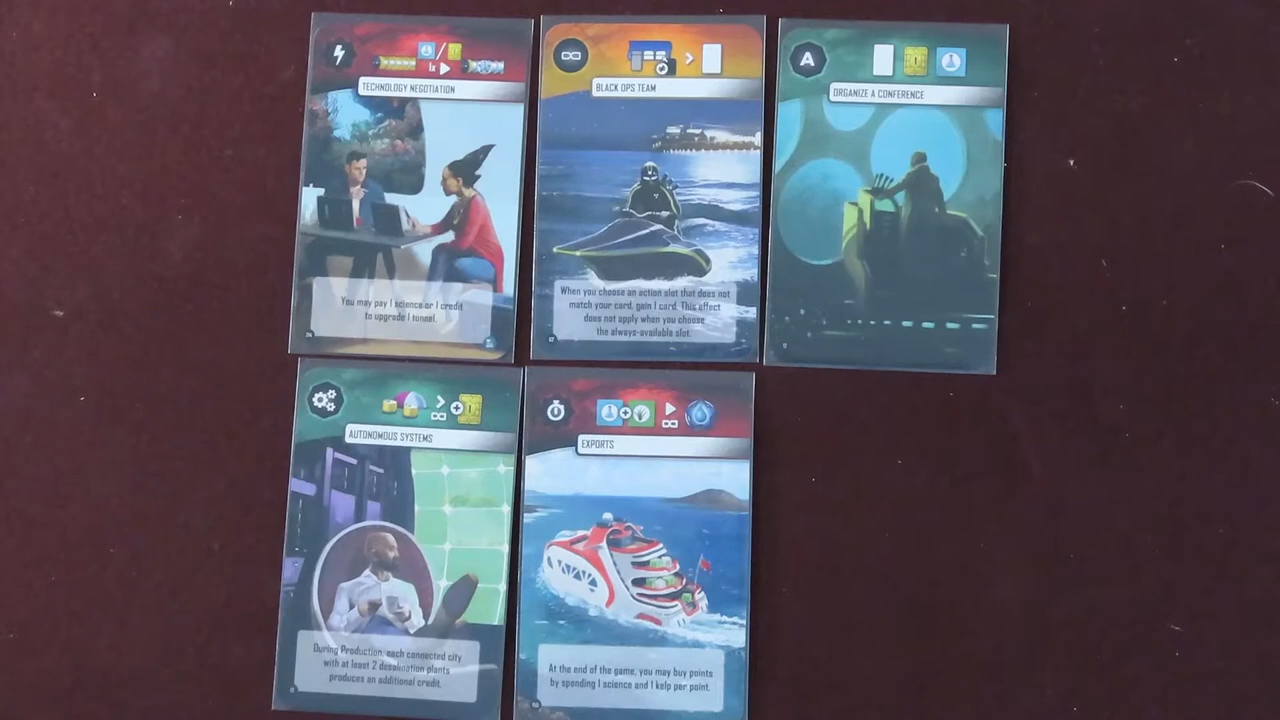 1x
TECHNOLOGY NEGOTIATION
You may pay 1 science or 1 credit
to upgrade 1 tunnel.
BLACK OPS TEAM
When you choose an action slot that does not
match your card, gain 1 card. This effect
does not apply when you choose
the always-available slot.
A
ORGANIZE A CONFERENCE
AUTONOMOUS SYSTEMS
During Production, each connected city
with at least 2 desalination plants
produces an additional credit.
EXPORTS
At the end of the game, you may buy points
by spending 1 science and 1 kelp per point.